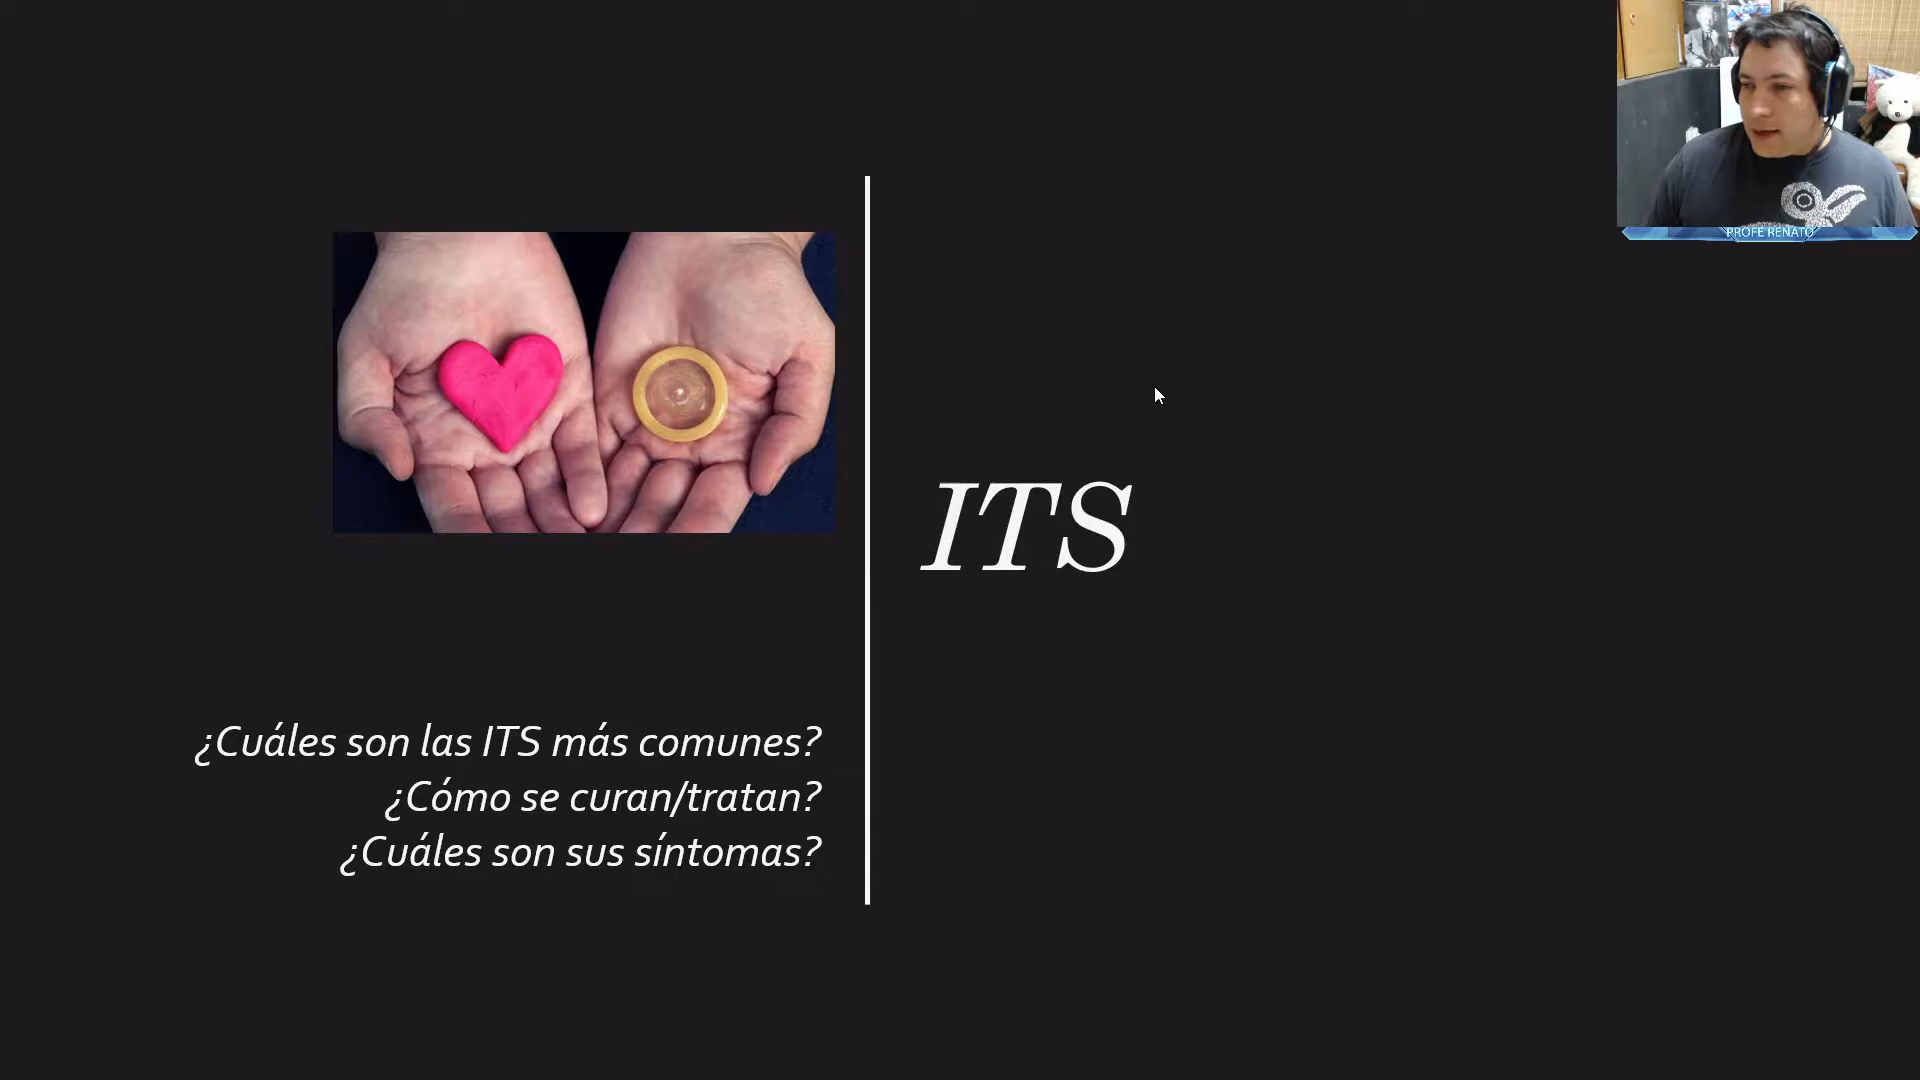 PROFE RENATO
ITS
¿Cuáles son las ITS más comunes?
¿Cómo se curan/tratan?
¿Cuáles son sus síntomas?